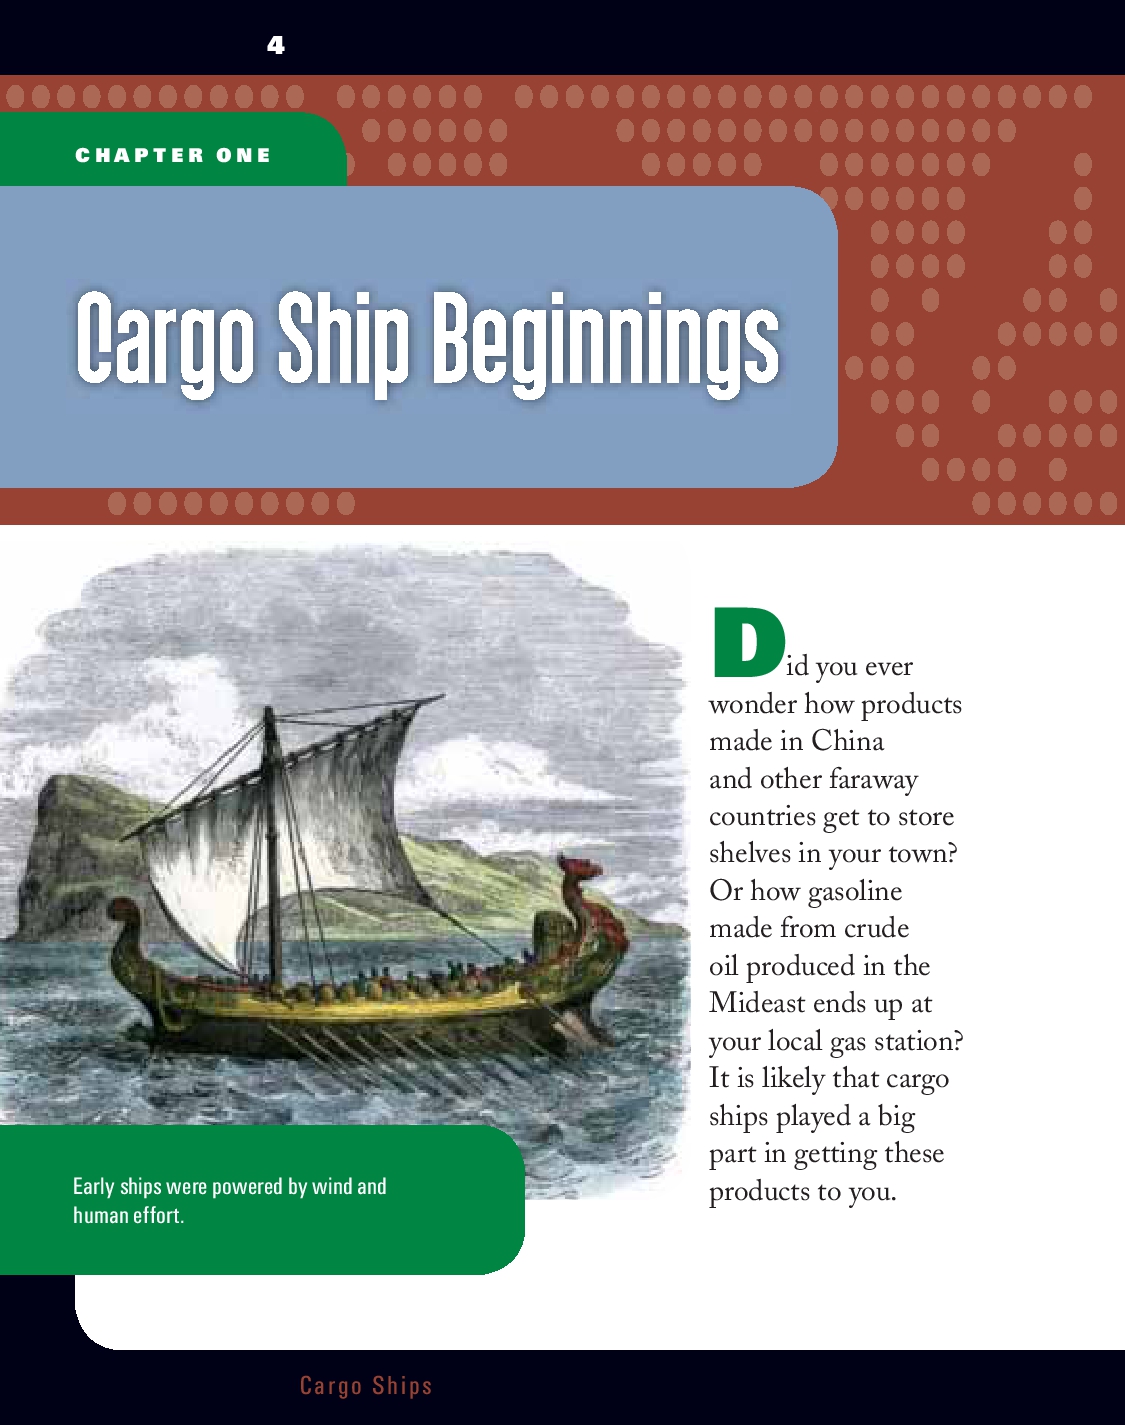 4
CHAPTER ONE
Cargo Ship Beginnings
Did you ever
wonder how products
made in China
and other faraway
countries get to store
shelves in your town?
Or how gasoline
made from crude
oil produced in the
Mideast ends up at
your local gas station?
It is likely that cargo
ships played a big
part in getting these
products to you.
Early ships were powered by wind and
human effort.
Cargo Ships